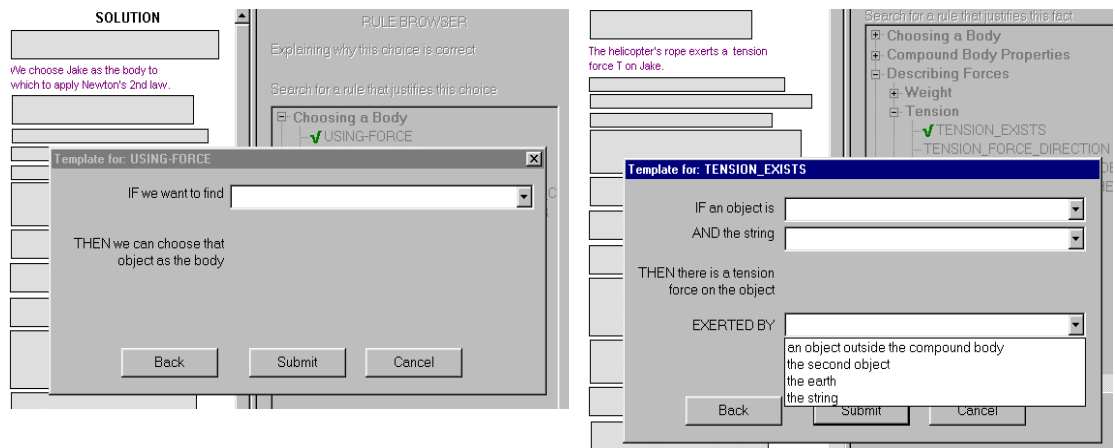 SOLUTION
We choose Jake as the body to
which to apply Newton's 2nd law.
RULE BROWSER
Explaining why this choice is correct
Search for a rule that justifies this choice
Choosing a Body
USING-FORCE
Template for: USING-FORCE
IF we want to find
THEN we can choose that
object as the body
Back
Submit
Cancel
The helicopter's rope exerts a tension
force T on Jake.
Search for a rule that justifies this fact
Choosing a Body
Compound Body Properties
Describing Forces
Weight
Tension
TENSION_EXISTS
TENSION_FORCE_DIRECTION
Template for: TENSION_EXISTS
IF an object is
AND the string
THEN there is a tension
force on the object
EXERTED BY
an object outside the compound body
the second object
the earth
the string
Back
Submit
Cancel